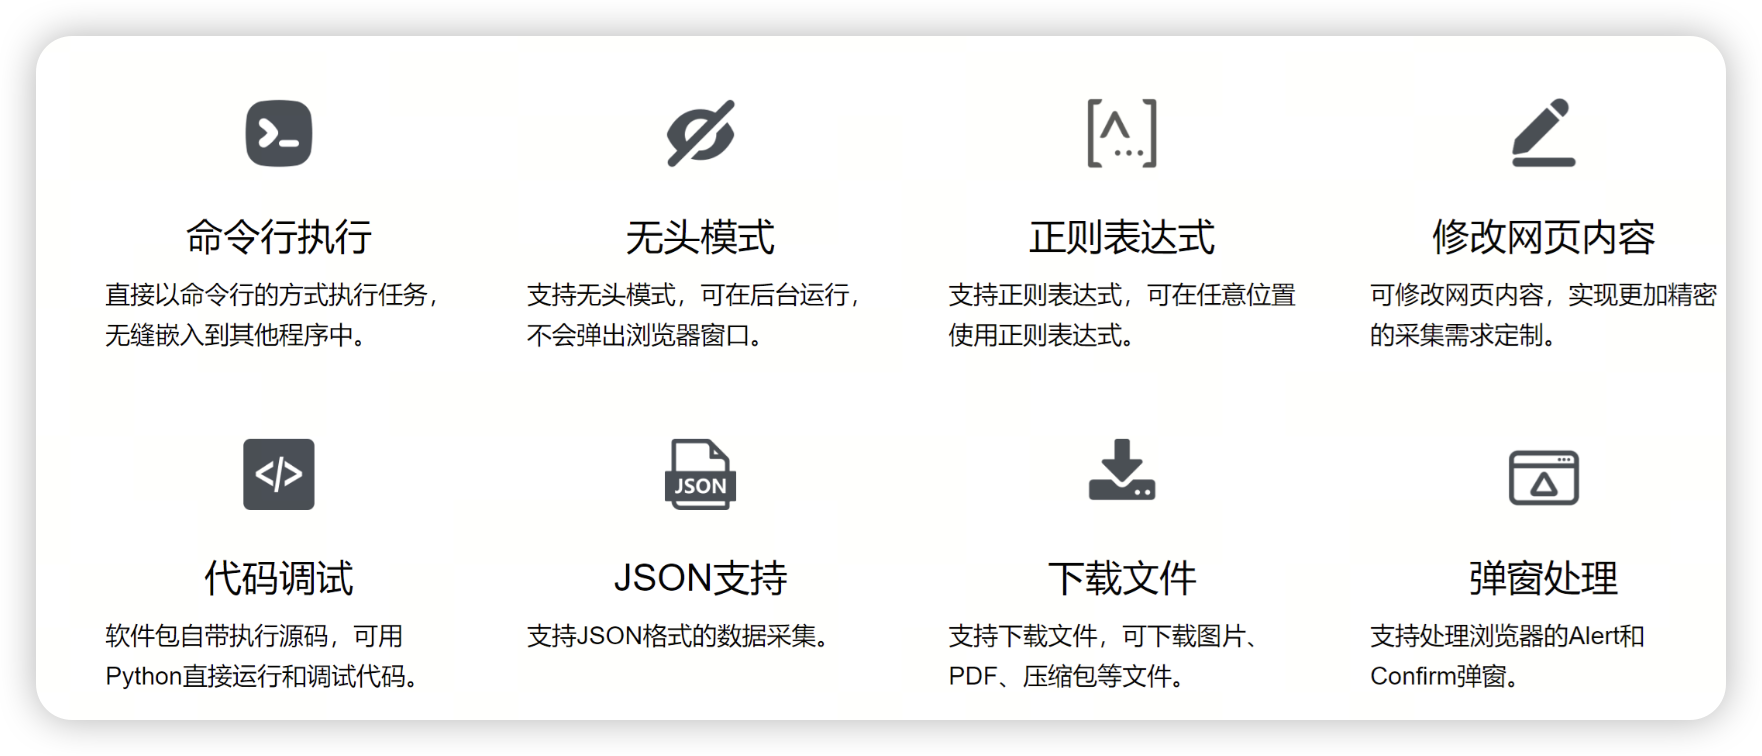 命令行执行
直接以命令行的方式执行任务，
无缝嵌入到其他程序中。
无头模式
支持无头模式，可在后台运行，
不会弹出浏览器窗口。
正则表达式
支持正则表达式，可在任意位置
使用正则表达式。
修改网页内容
可修改网页内容，实现更加精密
的采集需求定制。
代码调试
软件包自带执行源码，可用
Python直接运行和调试代码。
JSON
JSON支持
支持JSON格式的数据采集。
下载文件
支持下载文件，可下载图片、
PDF、压缩包等文件。
弹窗处理
支持处理浏览器的Alert和
Confirm弹窗。